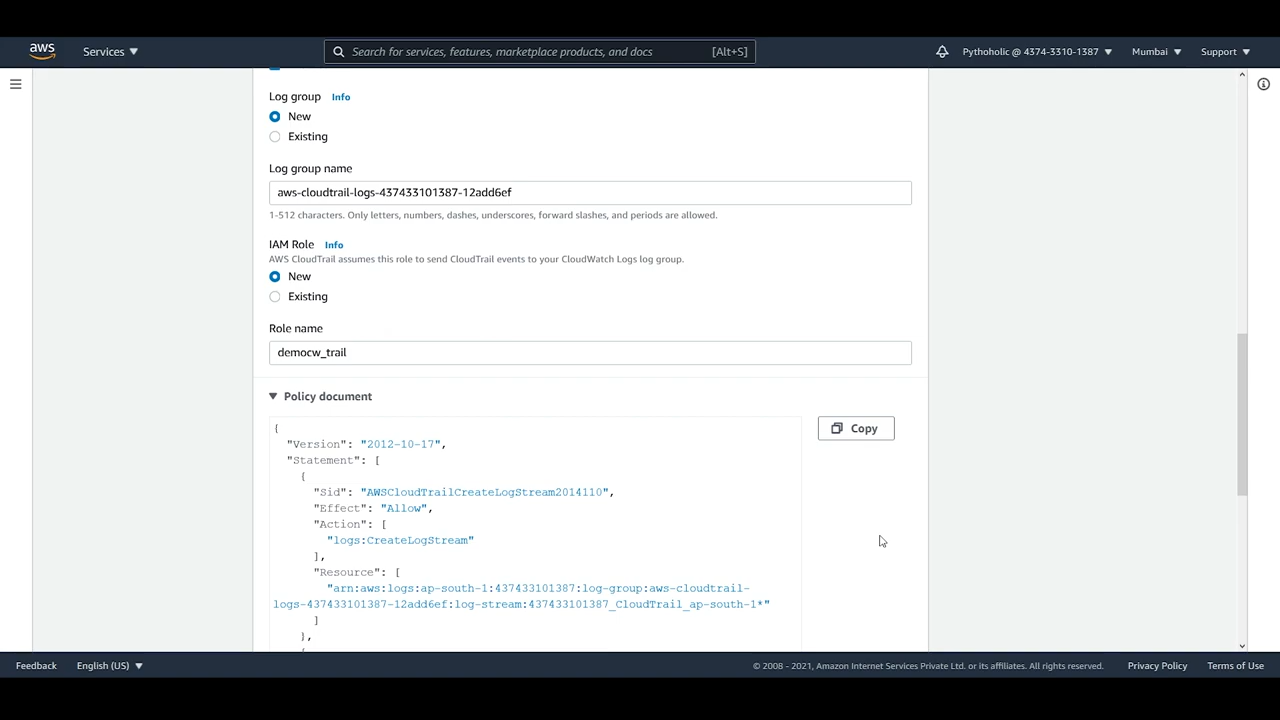 aws Services Search for services, features, marketplace products, and docs [Alt+S] Pythoholic @ 4374-3310-1387 Mumbai Support
Log group Info
New
Existing
Log group name
aws-cloudtrail-logs-437433101387-12add6ef
1-512 characters. Only letters, numbers, dashes, underscores, forward slashes, and periods are allowed.
IAM Role Info
AWS CloudTrail assumes this role to send CloudTrail events to your CloudWatch Logs log group.
New
Existing
Role name
democw_trail
Policy document
Copy
{
"Version": "2012-10-17",
"Statement": [
{
"Sid": "AWSCloudTrailCreateLogStream2014110",
"Effect": "Allow",
"Action": [
"logs:CreateLogStream"
],
"Resource": [
"arn:aws:logs:ap-south-1:437433101387:log-group:aws-cloudtrail-
logs-437433101387-12add6ef:log-stream:437433101387_CloudTrail_ap-south-1*"
]
},
Feedback English (US) © 2008 - 2021, Amazon Internet Services Private Ltd. or its affiliates. All rights reserved. Privacy Policy Terms of Use